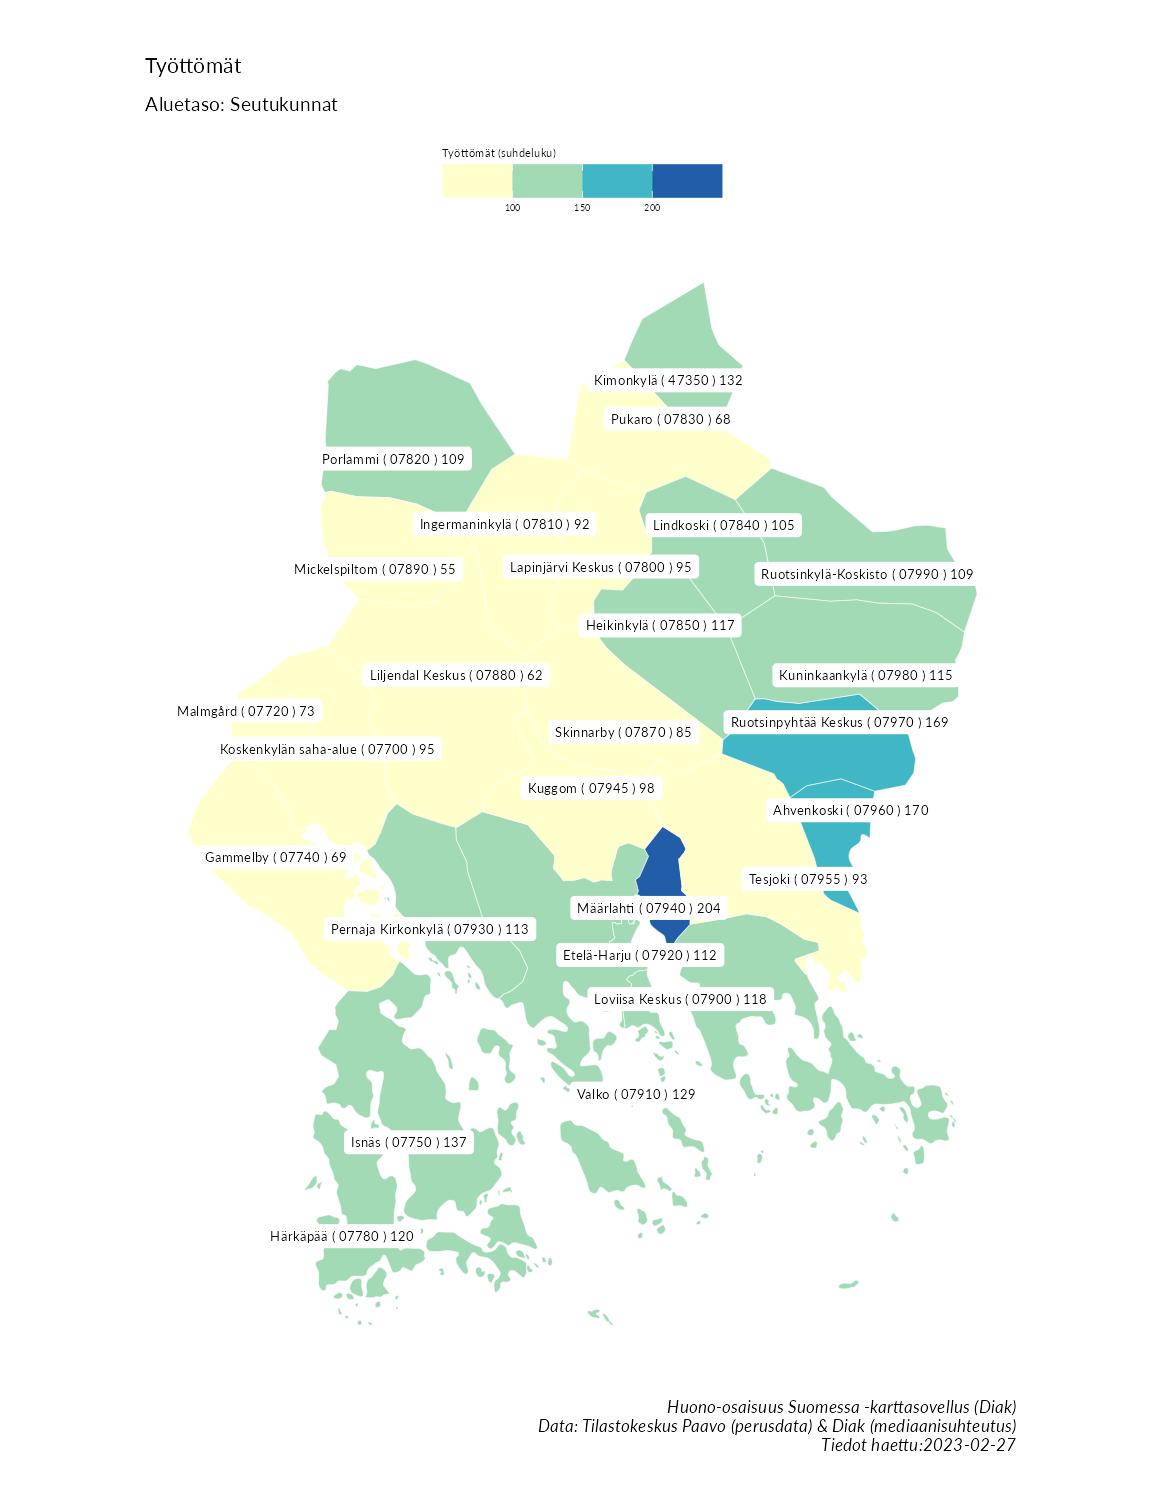 Työttömät
Aluetaso: Seutukunnat
Työttömät (suhdeluku)
100 150 200
Kimonkylä ( 47350 ) 132
Pukaro ( 07830 ) 68
Porlammi ( 07820 ) 109
Ingermaninkylä ( 07810 ) 92
Lindkoski ( 07840 ) 105
Mickelspiltom ( 07890 ) 55
Lapinjärvi Keskus ( 07800 ) 95
Ruotsinkylä-Koskisto ( 07990 ) 109
Heikinkylä ( 07850 ) 117
Liljendal Keskus ( 07880 ) 62
Kuninkaankylä ( 07980 ) 115
Malmgård ( 07720 ) 73
Ruotsinpyhtää Keskus ( 07970 ) 169
Skinnarby ( 07870 ) 85
Koskenkylän saha-alue ( 07700 ) 95
Kuggom ( 07945 ) 98
Ahvenkoski ( 07960 ) 170
Gammelby ( 07740 ) 69
Tesjoki ( 07955 ) 93
Määrlahti ( 07940 ) 204
Pernaja Kirkonkylä ( 07930 ) 113
Etelä-Harju ( 07920 ) 112
Loviisa Keskus ( 07900 ) 118
Valko ( 07910 ) 129
Isnäs ( 07750 ) 137
Härkäpää ( 07780 ) 120
Huono-osaisuus Suomessa -karttasovellus (Diak)
Data: Tilastokeskus Paavo (perusdata) & Diak (mediaanisuhteutus)
Tiedot haettu:2023-02-27